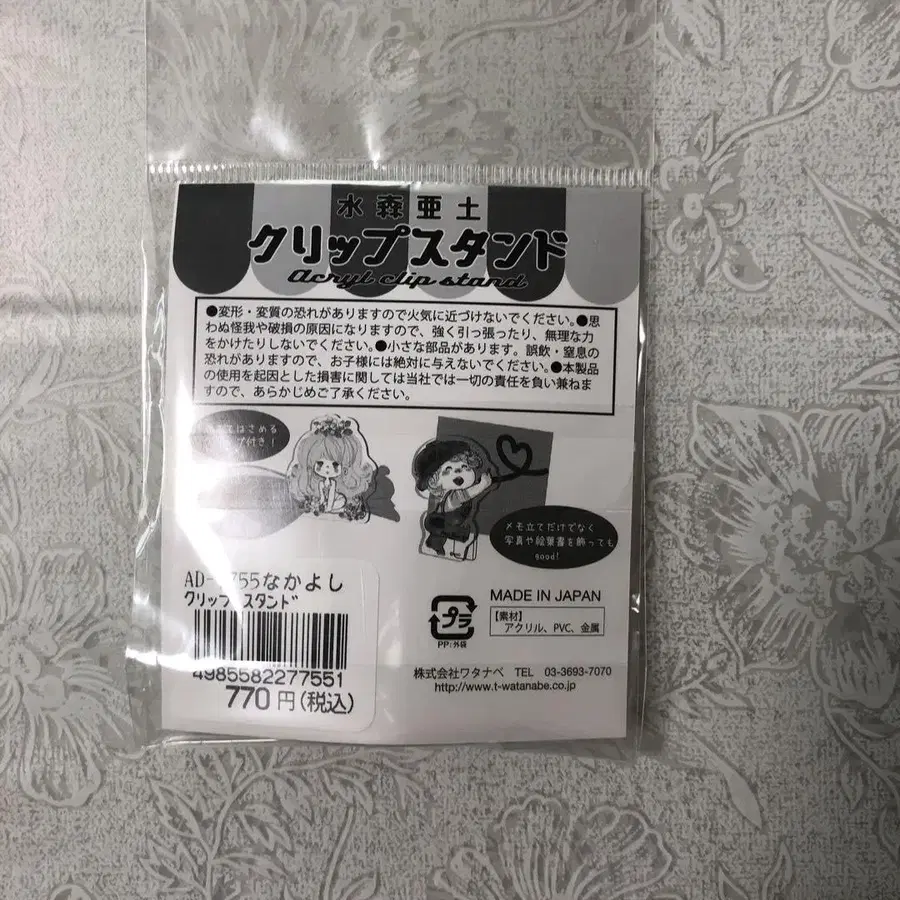 水森亜土
クリップスタンド
Acryl clip stand
●変形・変質の恐れがありますので火気に近づけないでください。●思
わぬ怪我や破損の原因になりますので、強く引っ張ったり、無理な力
をかけたりしないでください。●小さな部品があります。誤飲・窒息の
恐れがありますので、お子様には絶対に与えないでください。●本製品
の使用を起因とした損害に関しては当社では一切の責任を負い兼ねま
すので、あらかじめご了承ください。
はさめる
付き!
メモ立てだけでなく
写真や絵葉書を飾っても
good!
なかよし
クリップ スタンド
4985582277551
770円(税込)
プラ
PP:外袋
MADE IN JAPAN
【素材】
アクリル、PVC、金属
株式会社ワタナベ TEL 03-3693-7070
http://www.t-watanabe.co.jp